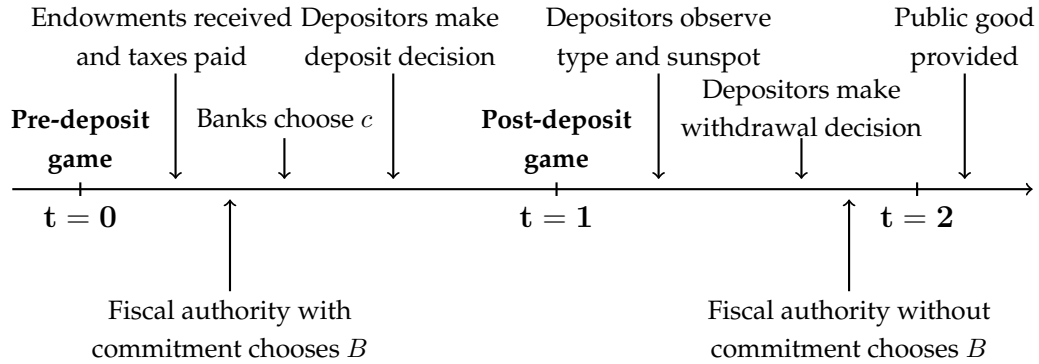 Endowments received
and taxes paid
Depositors make
deposit decision
Depositors observe
type and sunspot
Public good
provided
Pre-deposit
game
Banks choose c
Post-deposit
game
Depositors make
withdrawal decision
t = 0
t = 1
t = 2
Fiscal authority with
commitment chooses B
Fiscal authority without
commitment chooses B